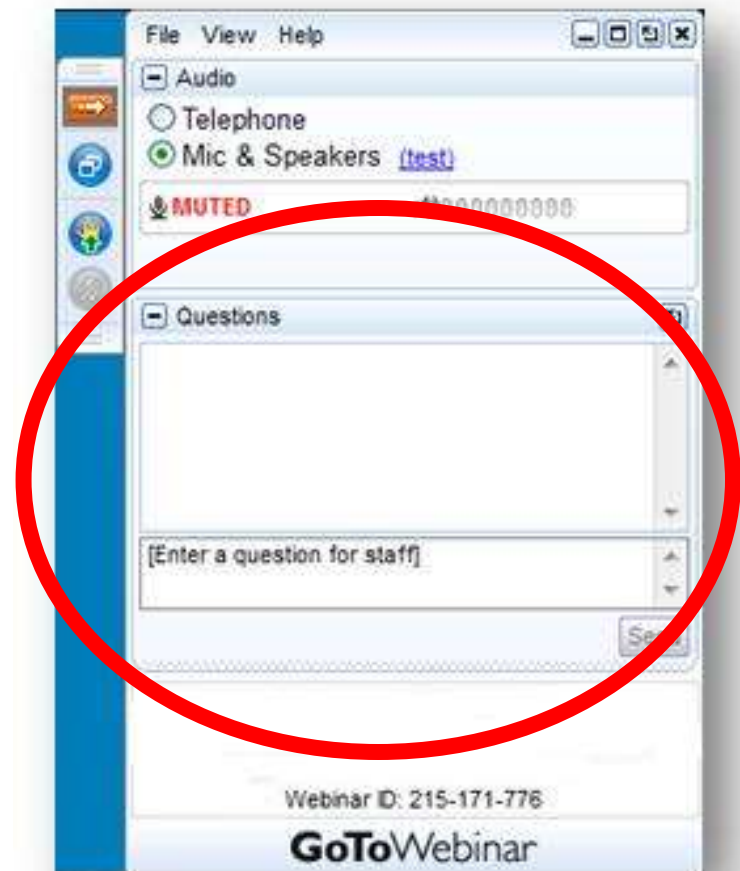 File View Help
Audio
Telephone
Mic & Speakers (test)
MUTED
Questions
[Enter a question for staff]
Webinar ID: 215-171-776
GoToWebinar